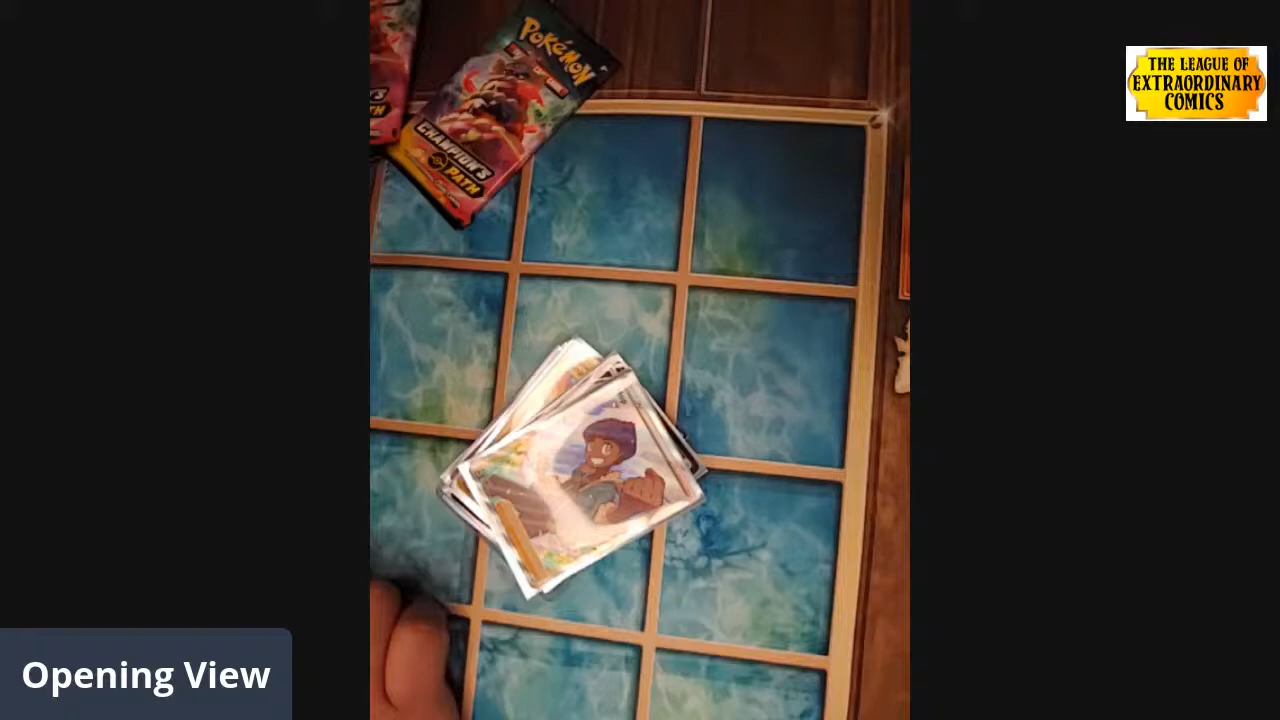 POKÉMON
CHAMPION'S
PATH
THE LEAGUE OF
EXTRAORDINARY
COMICS
Opening View